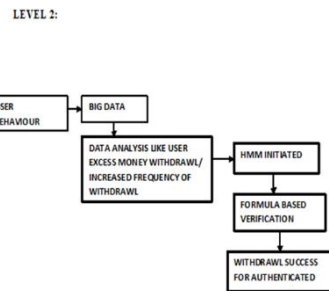 LEVEL 2:
SER
EHAVIOUR
BIG DATA
DATA ANALYSIS LIKE USER
EXCESS MONEY WITHDRAWL/
INCREASED FREQUENCY OF
WITHDRAWL
HMM INITIATED
FORMULA BASED
VERIFICATION
WITHDRAWL SUCCESS
FOR AUTHENTICATED